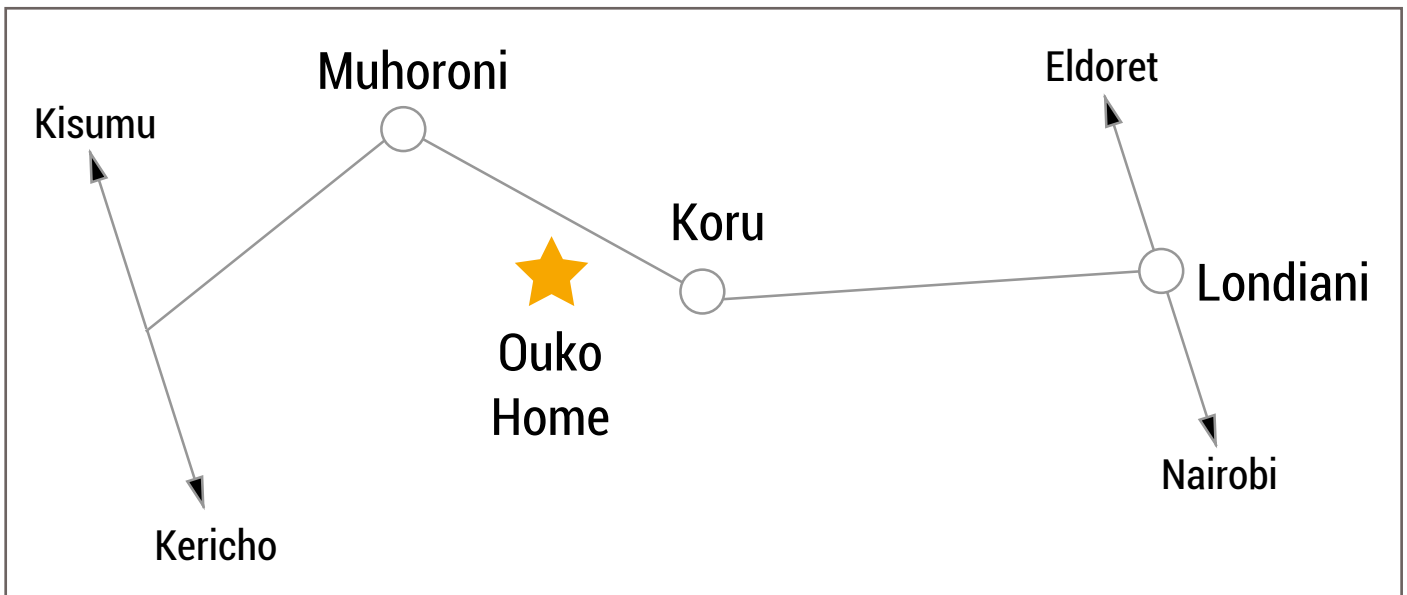 Muhoroni
Eldoret
Kisumu
Koru
Londiani
Ouko
Home
Nairobi
Kericho